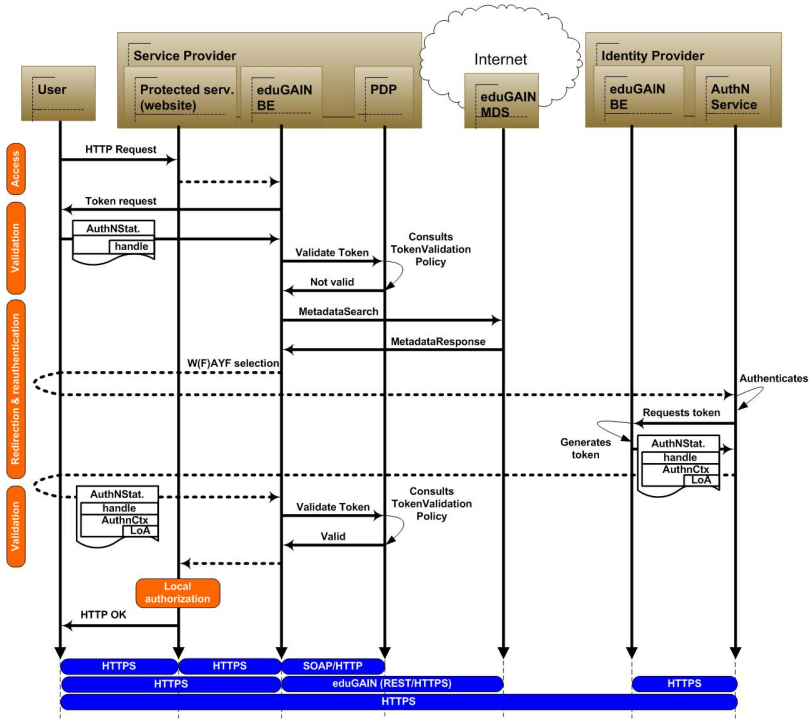 Service Provider
Internet
Identity Provider
User
Protected serv.
(website)
eduGAIN
BE
PDP
eduGAIN
MDS
eduGAIN
BE
AuthN
Service
Access
HTTP Request
Token request
Validation
AuthNStat.
handle
Validate Token
Consults
TokenValidation
Policy
Not valid
Redirection & reauthentication
MetadataSearch
MetadataResponse
W(F)AYF selection
Authenticates
Requests token
Generates
token
AuthNStat.
handle
AuthnCtx
LoA
Validation
AuthNStat.
handle
AuthnCtx
LoA
Validate Token
Consults
TokenValidation
Policy
Valid
Local
authorization
HTTP OK
HTTPS
HTTPS
SOAP/HTTP
HTTPS
eduGAIN (REST/HTTPS)
HTTPS
HTTPS